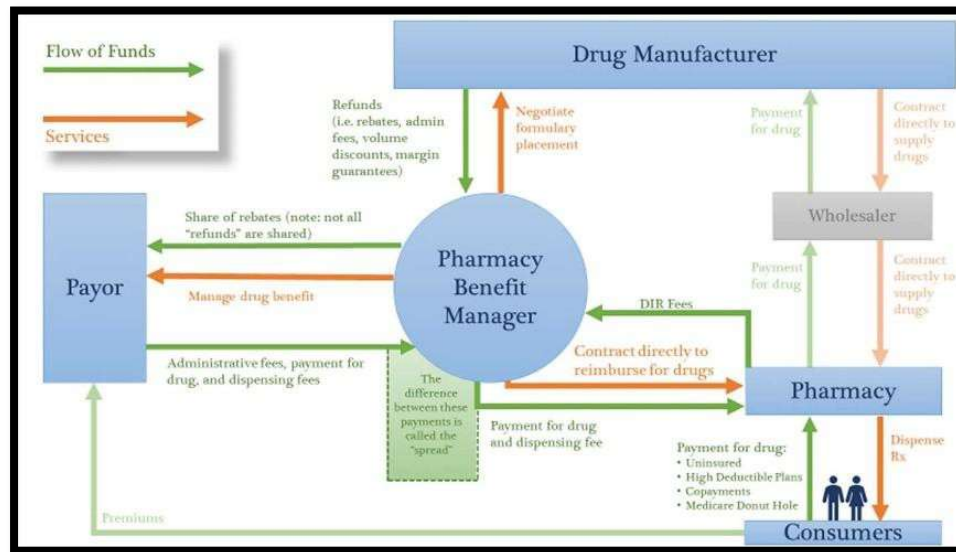 Flow of Funds
Services
Drug Manufacturer
Refunds
(i.e. rebates, admin
fees, volume
discounts, margin
guarantees)
Negotiate
formulary
placement
Payment
for drug
Contract
directly to
supply
drugs
Wholesaler
Share of rebates (note: not all
"refunds" are shared)
Payor
Manage drug benefit
Pharmacy
Benefit
Manager
Payment
for drug
Contract
directly to
supply
drugs
DIR Fees
Administrative fees, payment for
drug, and dispensing fees
The
difference
between these
payments is
called the
"spread"
Contract directly to
reimburse for drugs
Pharmacy
Payment for drug
and dispensing fee
Payment for drug:
• Uninsured
• High Deductible Plans
• Copayments
• Medicare Donut Hole
Dispense
Rx
Premiums
Consumers